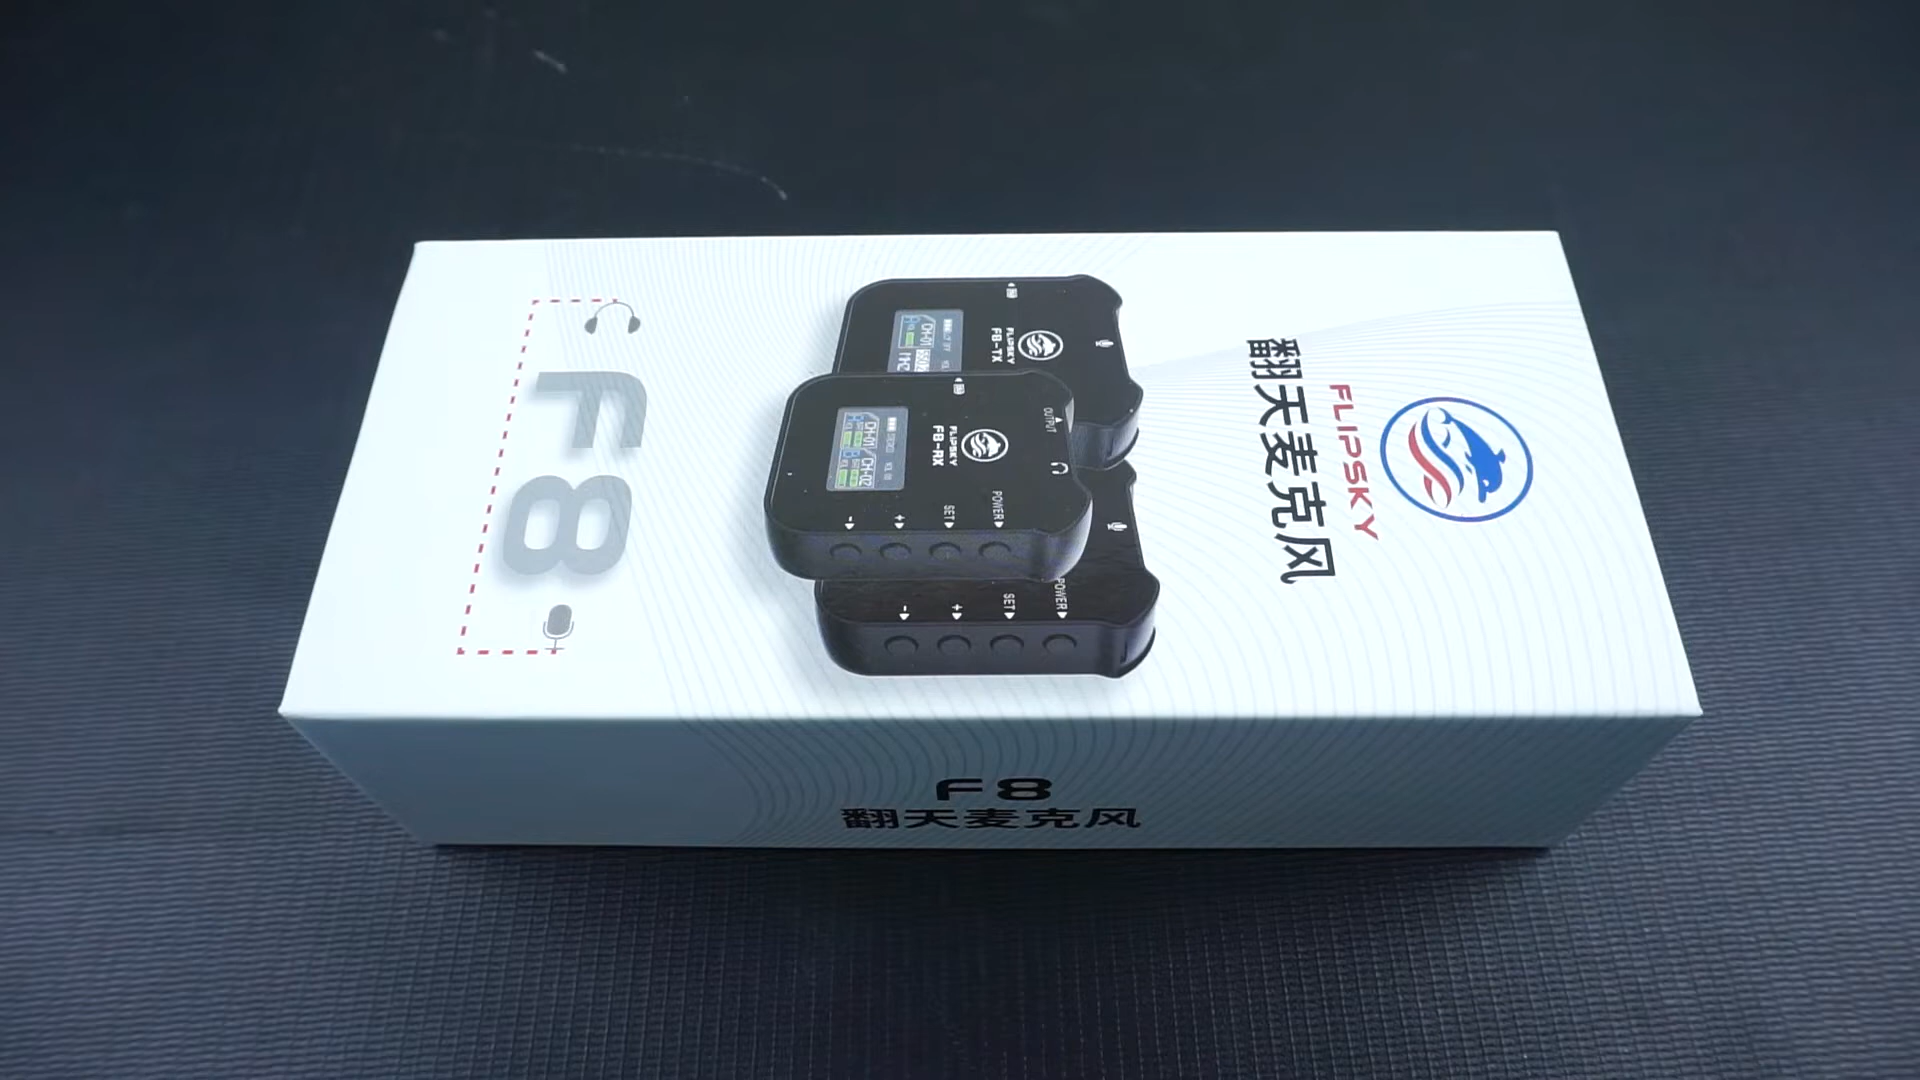 FLIPSKY
翻天麦克风
FLIPSKY
F8-TX
CH-01
FLIPSKY
F8-RX
OUTPUT
CH-01
CH-02
POWER
SET
+
-
POWER
SET
+
-
F8
F8
翻天麦克风